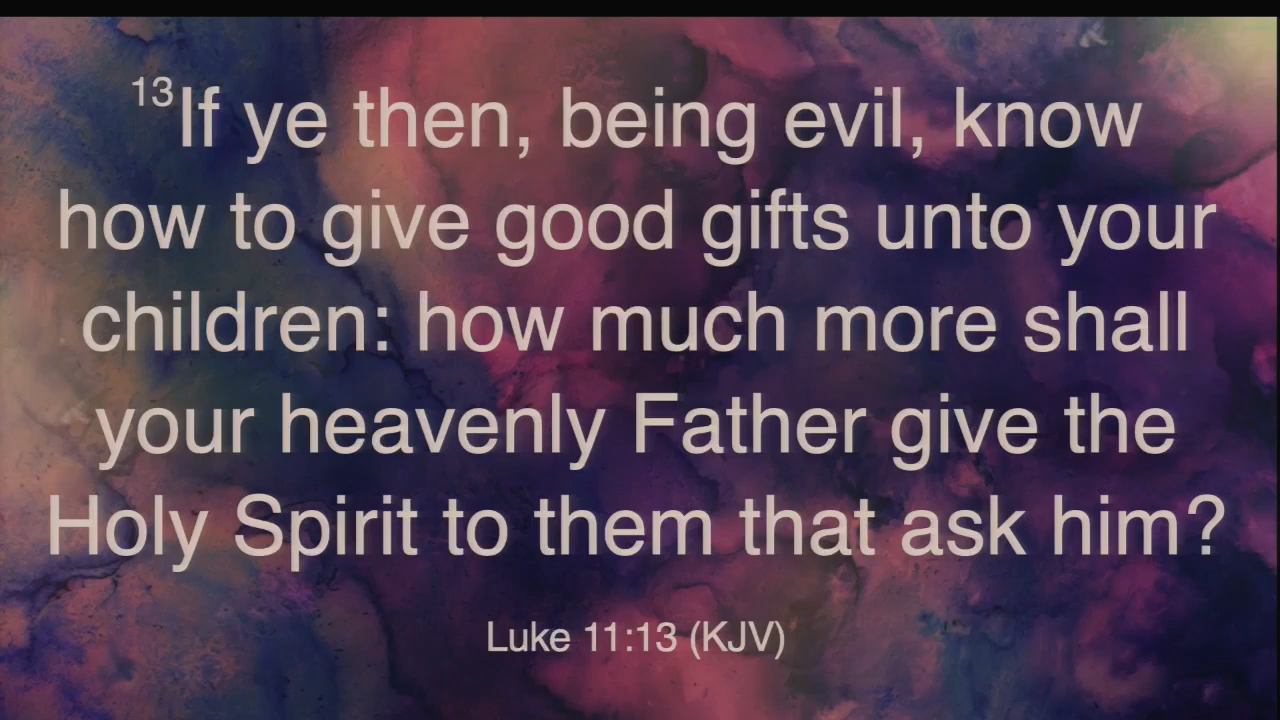 13If ye then, being evil, know
how to give good gifts unto your
children: how much more shall
your heavenly Father give the
Holy Spirit to them that ask him?
Luke 11:13 (KJV)